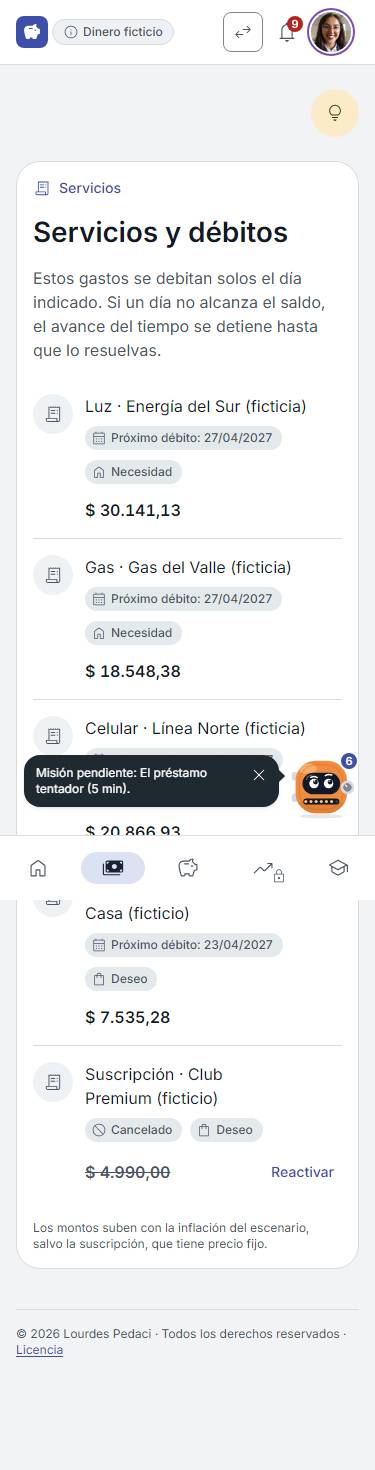 Dinero ficticio
9
Servicios
Servicios y débitos
Estos gastos se debitan solos el día
indicado. Si un día no alcanza el saldo,
el avance del tiempo se detiene hasta
que lo resuelvas.
Luz · Energía del Sur (ficticia)
Próximo débito: 27/04/2027
Necesidad
$ 30.141,13
Gas · Gas del Valle (ficticia)
Próximo débito: 27/04/2027
Necesidad
$ 18.548,38
Celular · Línea Norte (ficticia)
Misión pendiente: El préstamo
tentador (5 min).
6
$ 20.866,93
Casa (ficticio)
Próximo débito: 23/04/2027
Deseo
$ 7.535,28
Suscripción · Club
Premium (ficticio)
Cancelado
Deseo
$ 4.990,00
Reactivar
Los montos suben con la inflación del escenario,
salvo la suscripción, que tiene precio fijo.
© 2026 Lourdes Pedaci · Todos los derechos reservados ·
Licencia